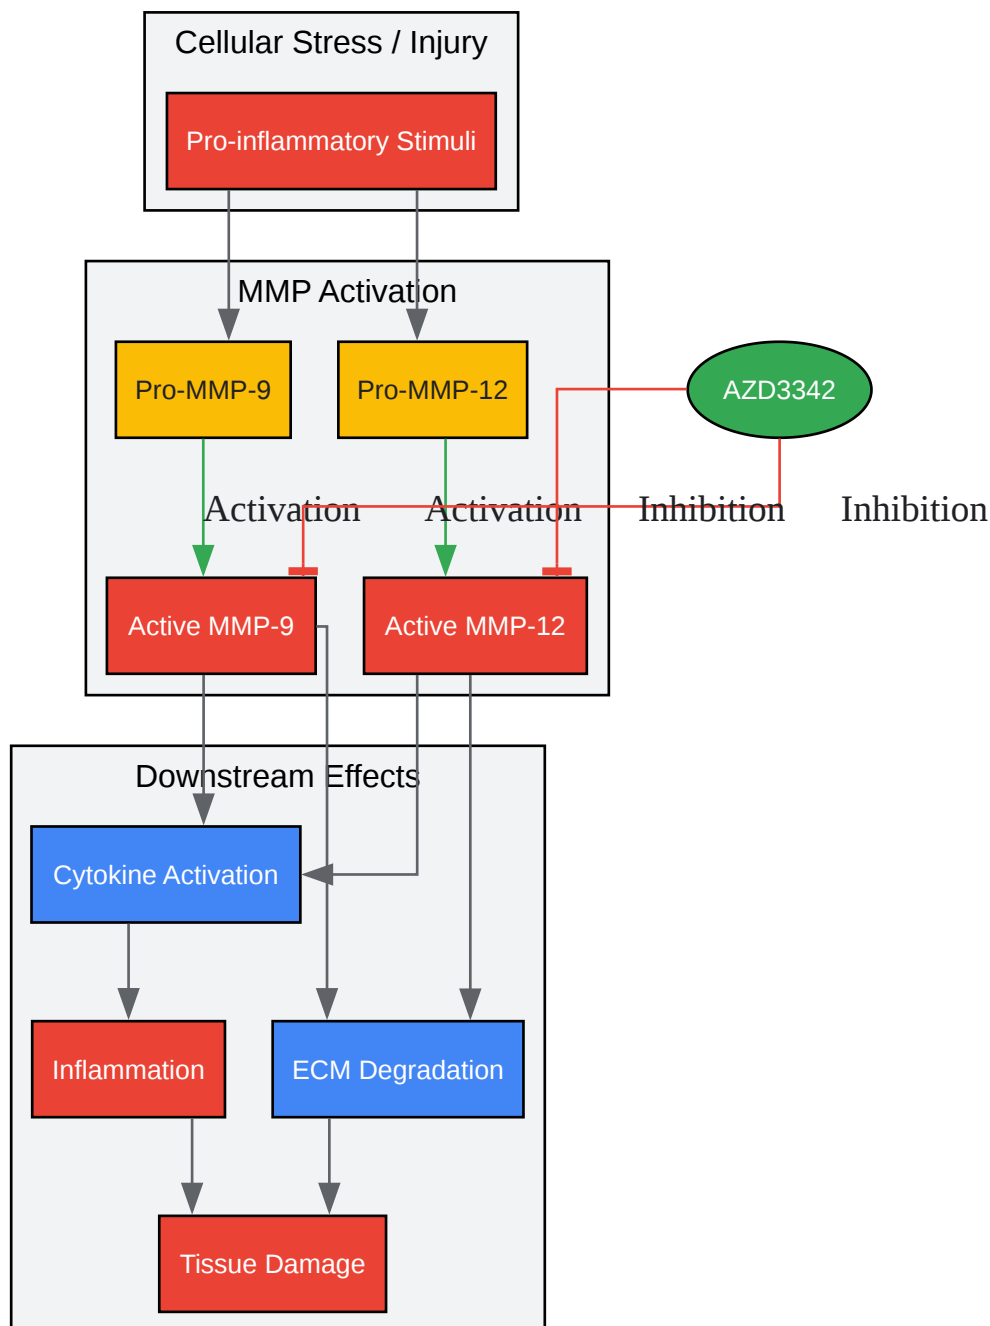 Cellular Stress / Injury
Pro-inflammatory Stimuli
MMP Activation
Pro-MMP-9
Pro-MMP-12
AZD3342
Activation
Activation
Inhibition
Inhibition
Active MMP-9
Active MMP-12
Downstream Effects
Cytokine Activation
Inflammation
ECM Degradation
Tissue Damage